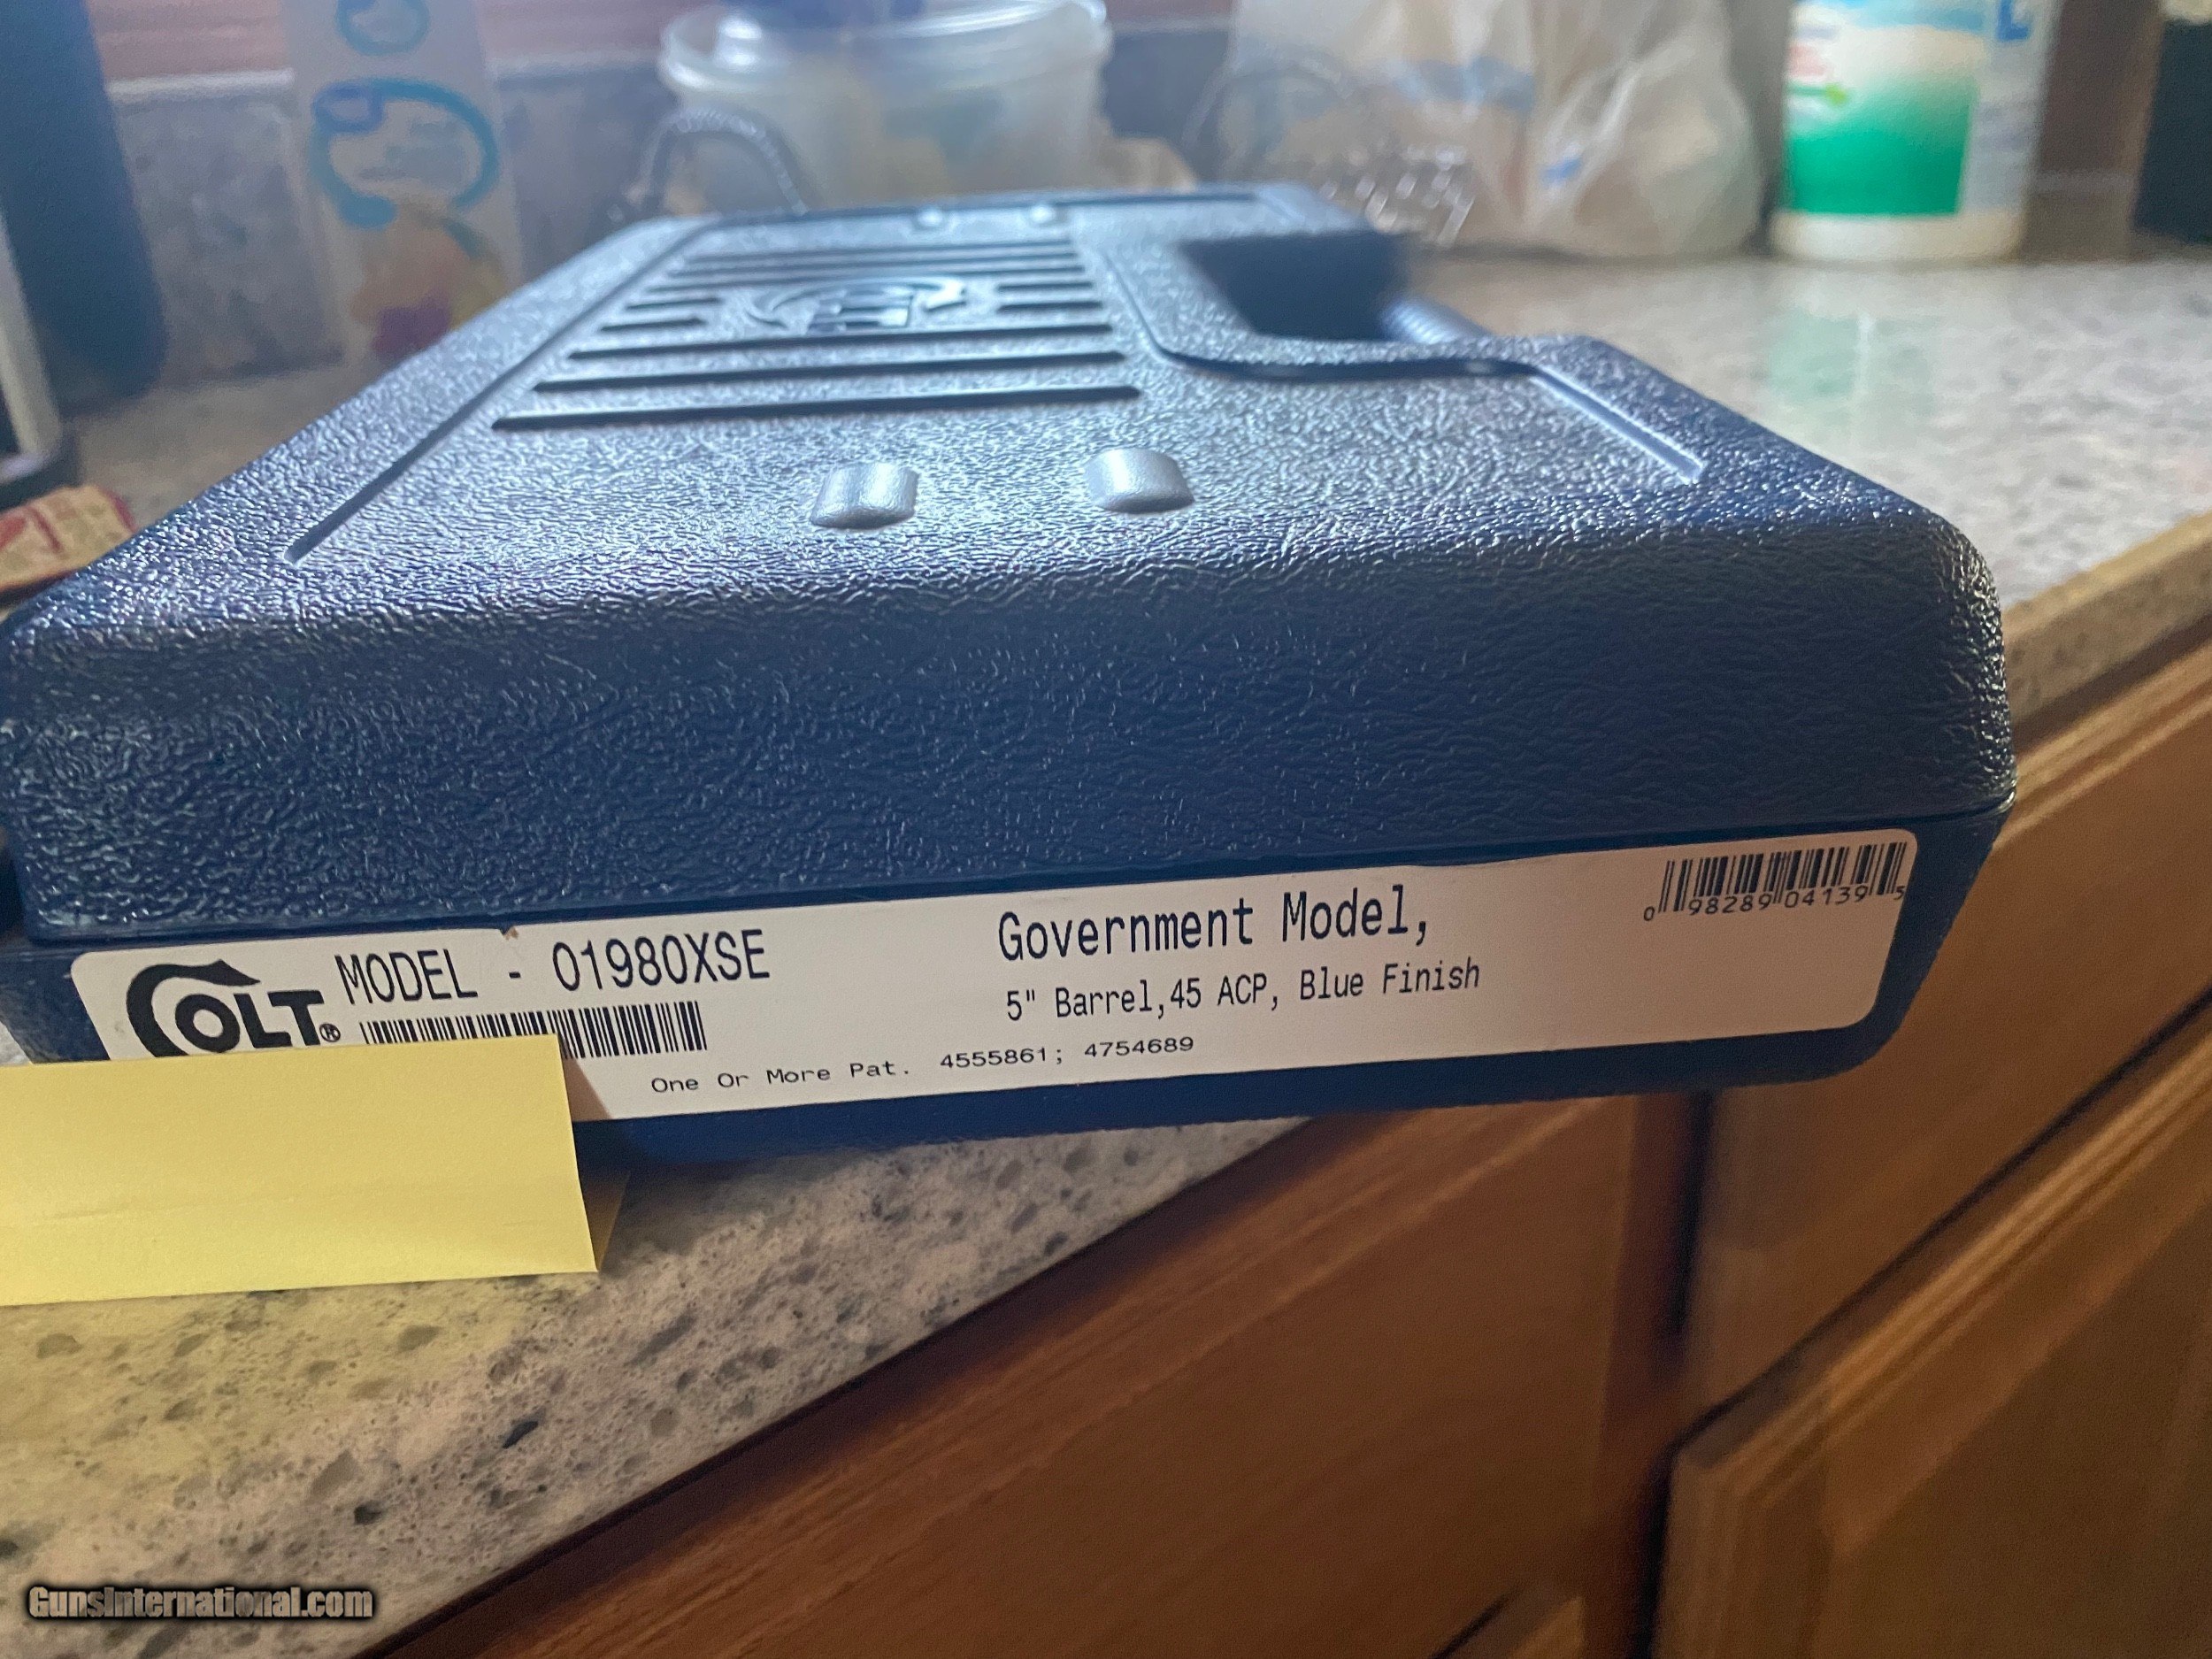 COLT®
MODEL - 01980XSE
Government Model,
5" Barrel,45 ACP, Blue Finish
One Or More Pat. 4555861; 4754689
0 98289 04139 5
GunsInternational.com